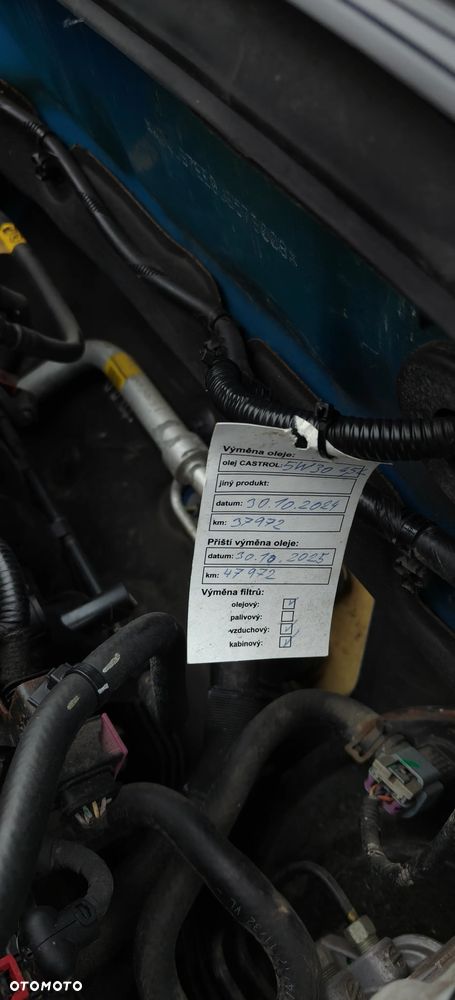 Výměna oleje:
olej CASTROL: 5W30
jiný produkt:
datum: 30.10.2024
km: 37972
Příští výměna oleje:
datum: 30.10.2025
km: 47972
Výměna filtrů:
olejový:
palivový:
vzduchový:
kabinový:
OTOMOTO